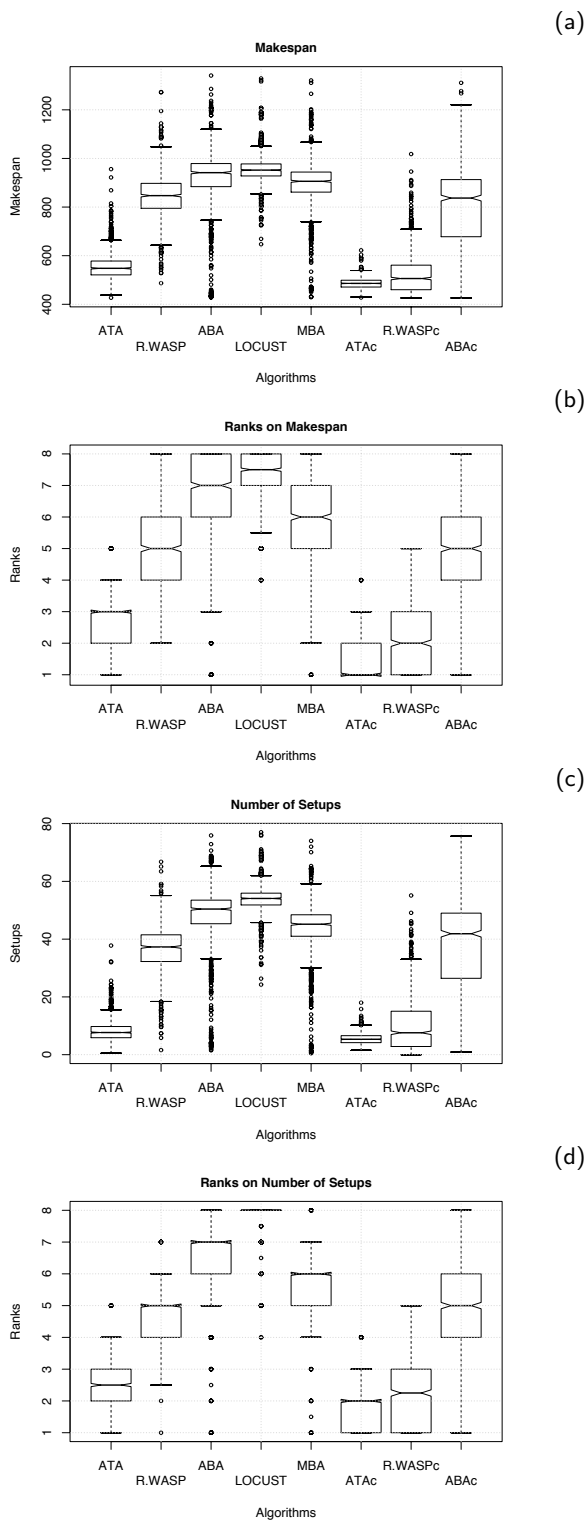 (a)
Makespan
Makespan
400 600 800 1000 1200
ATA ABA MBA R.WASPc
R.WASP LOCUST ATAc ABAc
Algorithms
(b)
Ranks on Makespan
Ranks
1 2 3 4 5 6 7 8
ATA ABA MBA R.WASPc
R.WASP LOCUST ATAc ABAc
Algorithms
(c)
Number of Setups
Setups
0 20 40 60 80
ATA ABA MBA R.WASPc
R.WASP LOCUST ATAc ABAc
Algorithms
(d)
Ranks on Number of Setups
Ranks
1 2 3 4 5 6 7 8
ATA ABA MBA R.WASPc
R.WASP LOCUST ATAc ABAc
Algorithms